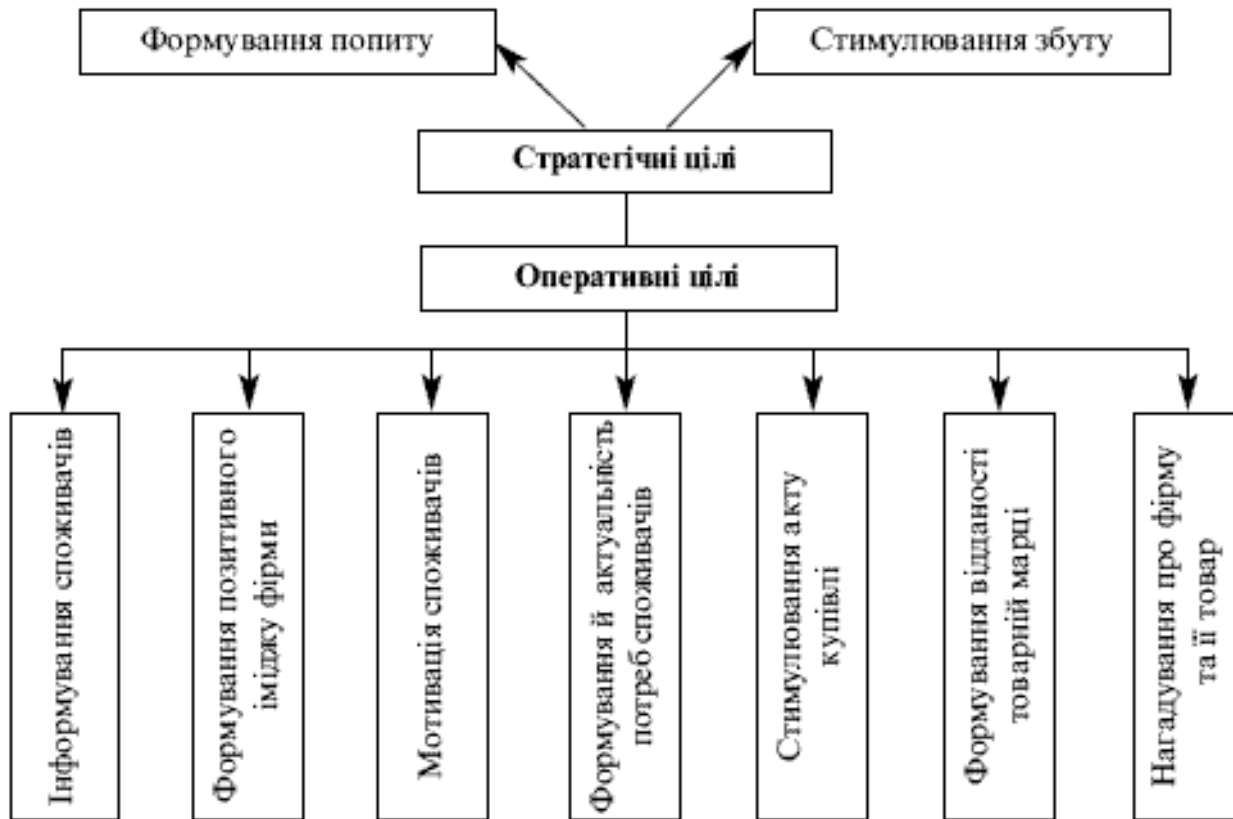 Формування попиту
Стимулювання збуту
Стратегічні цілі
Оперативні цілі
Інформування споживачів
Формування позитивного
іміджу фірми
Мотивація споживачів
Формування й актуальність
потреб споживачів
Стимулювання акту
купівлі
Формування відданості
товарній марці
Нагадування про фірму
та її товар